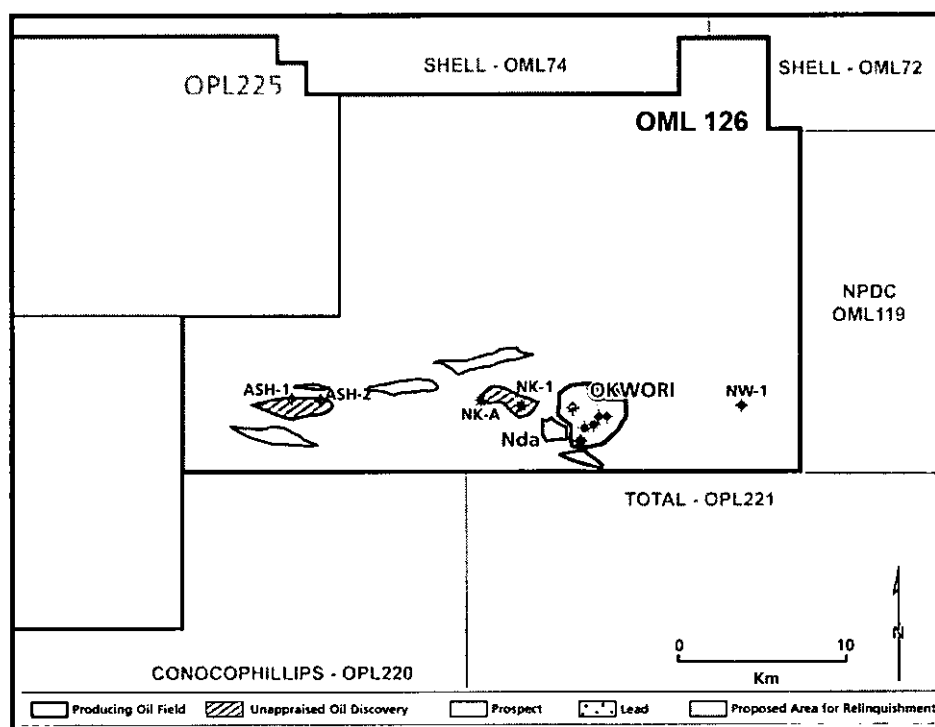 SHELL - OML74
SHELL - OML72
OPL225
OML 126
NPDC
OML119
ASH-1
ASH-2
NK-1
NK-A
OKWORI
NW-1
Nda
TOTAL - OPL221
N
0 10
Km
CONOCOPHILLIPS - OPL220
Producing Oil Field Unappraised Oil Discovery Prospect Lead Proposed Area for Relinquishment